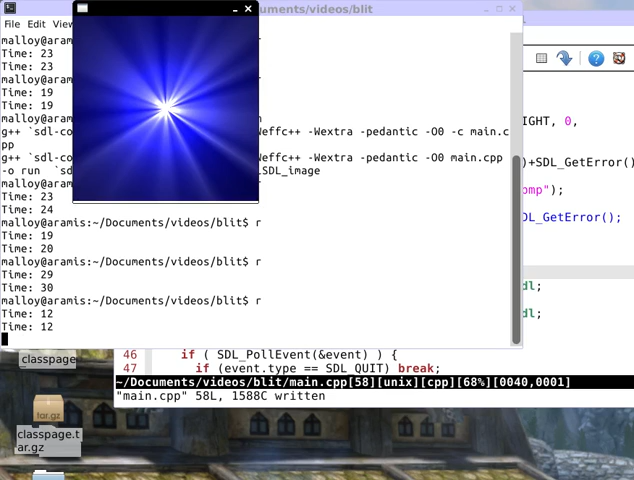 uments/videos/blit
File Edit View
malloy@aramis:
Time: 23
Time: 23
malloy@aramis:
Time: 19
Time: 19
malloy@aramis:
g++ `sdl-co
Weffc++ -Wextra -pedantic -O0 -c main.c
pp
g++ `sdl-co
Weffc++ -Wextra -pedantic -O0 main.cpp
-o run `sd
SDL_image
malloy@aramis:
Time: 23
Time: 24
malloy@aramis:~/Documents/videos/blit$ r
Time: 19
Time: 20
malloy@aramis:~/Documents/videos/blit$ r
Time: 29
Time: 30
malloy@aramis:~/Documents/videos/blit$ r
Time: 12
Time: 12
IGHT, 0,
)+SDL_GetError()
mp");
DL_GetError();
dl;
dl;
46 if ( SDL_PollEvent(&event) ) {
47 if (event.type == SDL_QUIT) break;
~/Documents/videos/blit/main.cpp[58][unix][cpp][68%][0040,0001]
"main.cpp" 58L, 1588C written
classpage
tar.gz
classpage.t
ar.gz